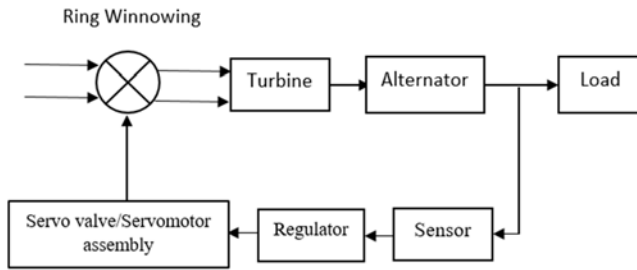 Ring Winnowing
Turbine
Alternator
Load
Servo valve/Servomotor
assembly
Regulator
Sensor